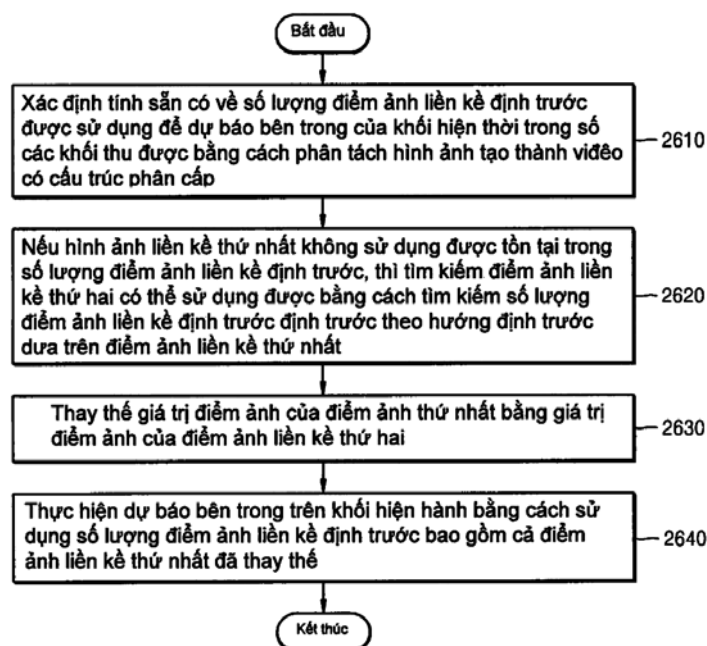 Bắt đầu
Xác định tính sẵn có về số lượng điểm ảnh liền kề định trước
được sử dụng để dự báo bên trong của khối hiện thời trong số
các khối thu được bằng cách phân tách hình ảnh tạo thành viđêo
có cấu trúc phân cấp
2610
Nếu hình ảnh liền kề thứ nhất không sử dụng được tồn tại trong
số lượng điểm ảnh liền kề định trước, thì tìm kiếm điểm ảnh liền
kề thứ hai có thể sử dụng được bằng cách tìm kiếm số lượng
điểm ảnh liền kề định trước định trước theo hướng định trước
dưa trên điểm ảnh liền kề thứ nhất
2620
Thay thế giá trị điểm ảnh của điểm ảnh thứ nhất bằng giá trị
điểm ảnh của điểm ảnh liền kề thứ hai
2630
Thực hiện dự báo bên trong trên khối hiện hành bằng cách sử
dụng số lượng điểm ảnh liền kề định trước bao gồm cả điểm
ảnh liền kề thứ nhất đã thay thế
2640
Kết thúc